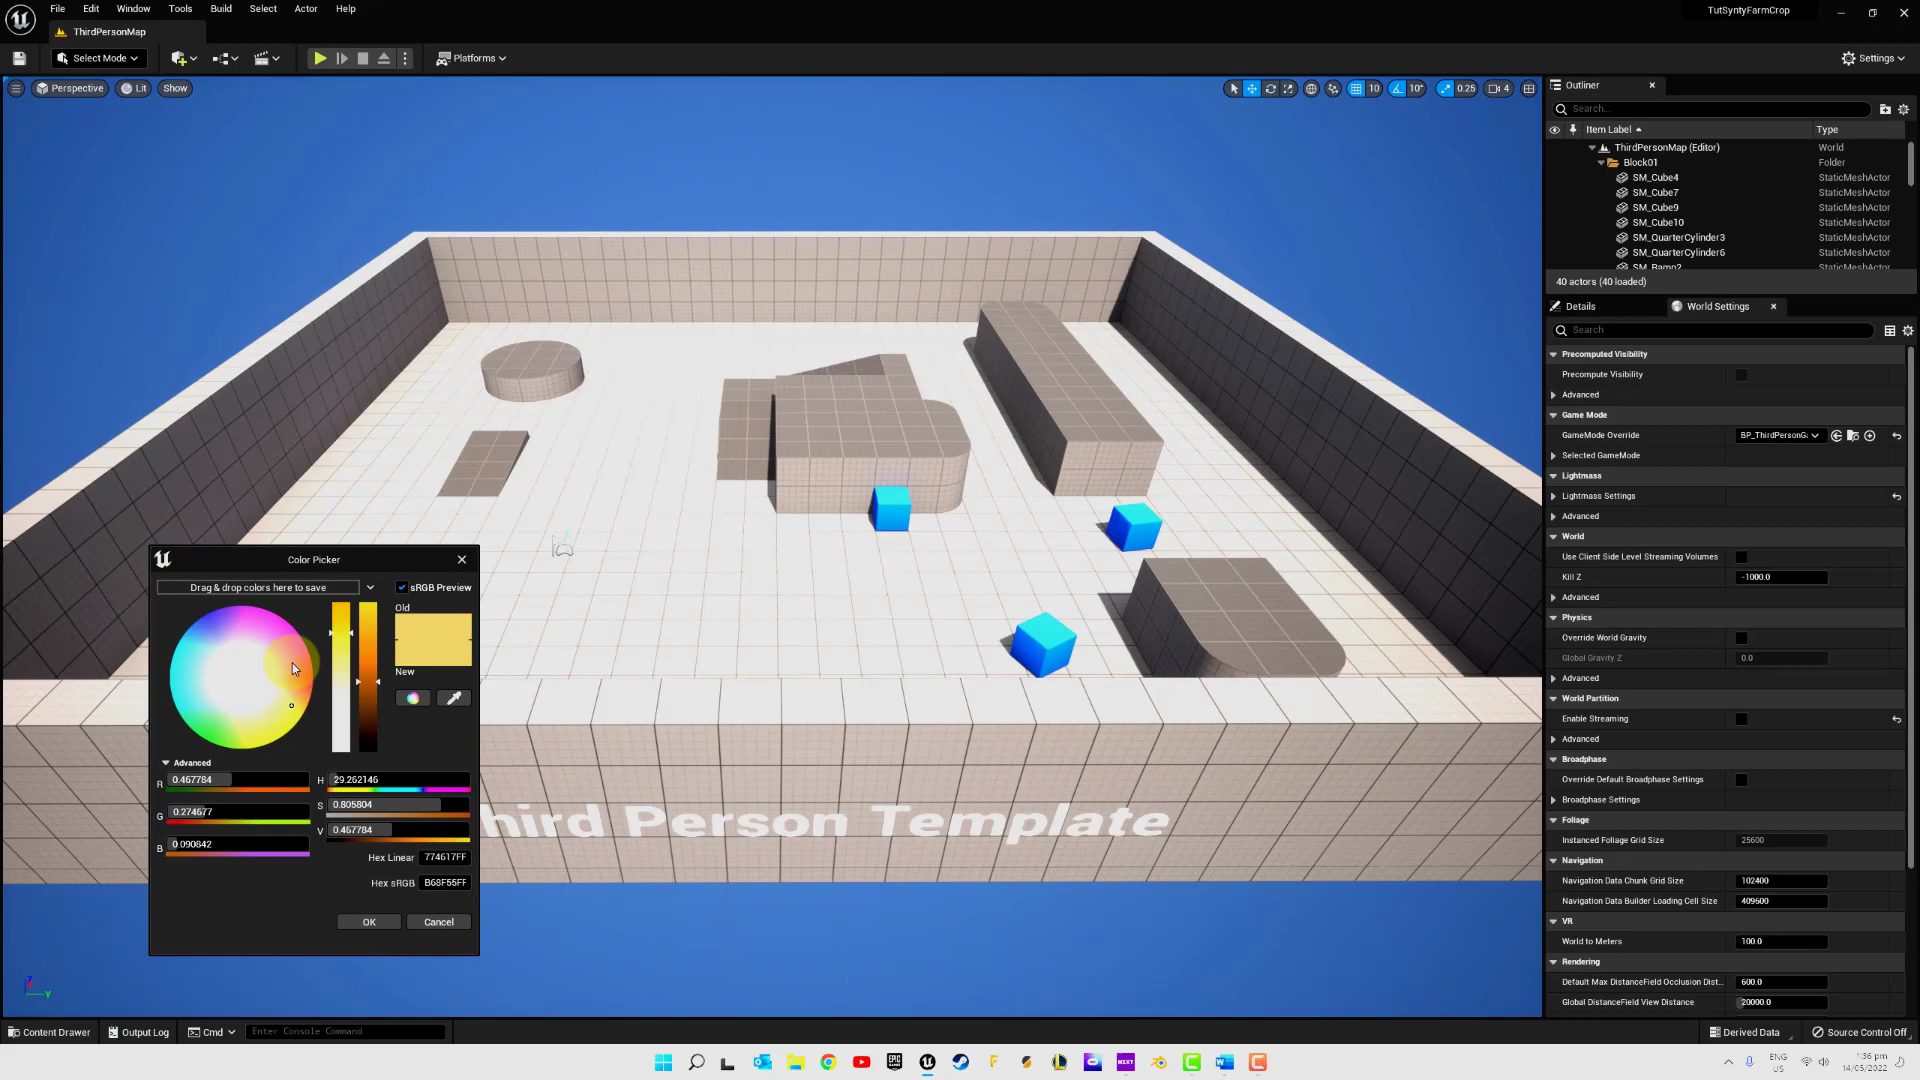 File Edit Window Tools Build Select Actor Help
TutSyntyFarmCrop
ThirdPersonMap
Select Mode
Platforms
Settings
Perspective Lit Show
10 10° 0.25 4
Outliner
Search...
Item Label Type
ThirdPersonMap (Editor) World
Block01 Folder
SM_Cube4 StaticMeshActor
SM_Cube7 StaticMeshActor
SM_Cube9 StaticMeshActor
SM_Cube10 StaticMeshActor
SM_QuarterCylinder3 StaticMeshActor
SM_QuarterCylinder6 StaticMeshActor
SM_Ramp2 StaticMeshActor
40 actors (40 loaded)
Details World Settings
Search
Precomputed Visibility
Precompute Visibility
Advanced
Game Mode
GameMode Override BP_ThirdPersonGa
Selected GameMode
Lightmass
Lightmass Settings
Advanced
World
Use Client Side Level Streaming Volumes
Kill Z -1000.0
Advanced
Physics
Override World Gravity
Global Gravity Z 0.0
Advanced
World Partition
Enable Streaming
Advanced
Broadphase
Override Default Broadphase Settings
Broadphase Settings
Foliage
Instanced Foliage Grid Size 25600
Navigation
Navigation Data Chunk Grid Size 102400
Navigation Data Builder Loading Cell Size 409600
VR
World to Meters 100.0
Rendering
Default Max DistanceField Occlusion Dist... 600.0
Global DistanceField View Distance 20000.0
Color Picker
Drag & drop colors here to save
sRGB Preview
Old
New
Advanced
R 0.467784 H 29.262146
G 0.274677 S 0.805804
B 0.090842 V 0.467784
Hex Linear 774617FF
Hex sRGB B68F55FF
OK Cancel
hird Person Template
Z
Y
Content Drawer Output Log Cmd Enter Console Command
Derived Data Source Control Off
EPIC GAMES
NZXT
ENG
US
1:36 pm
14/05/2022